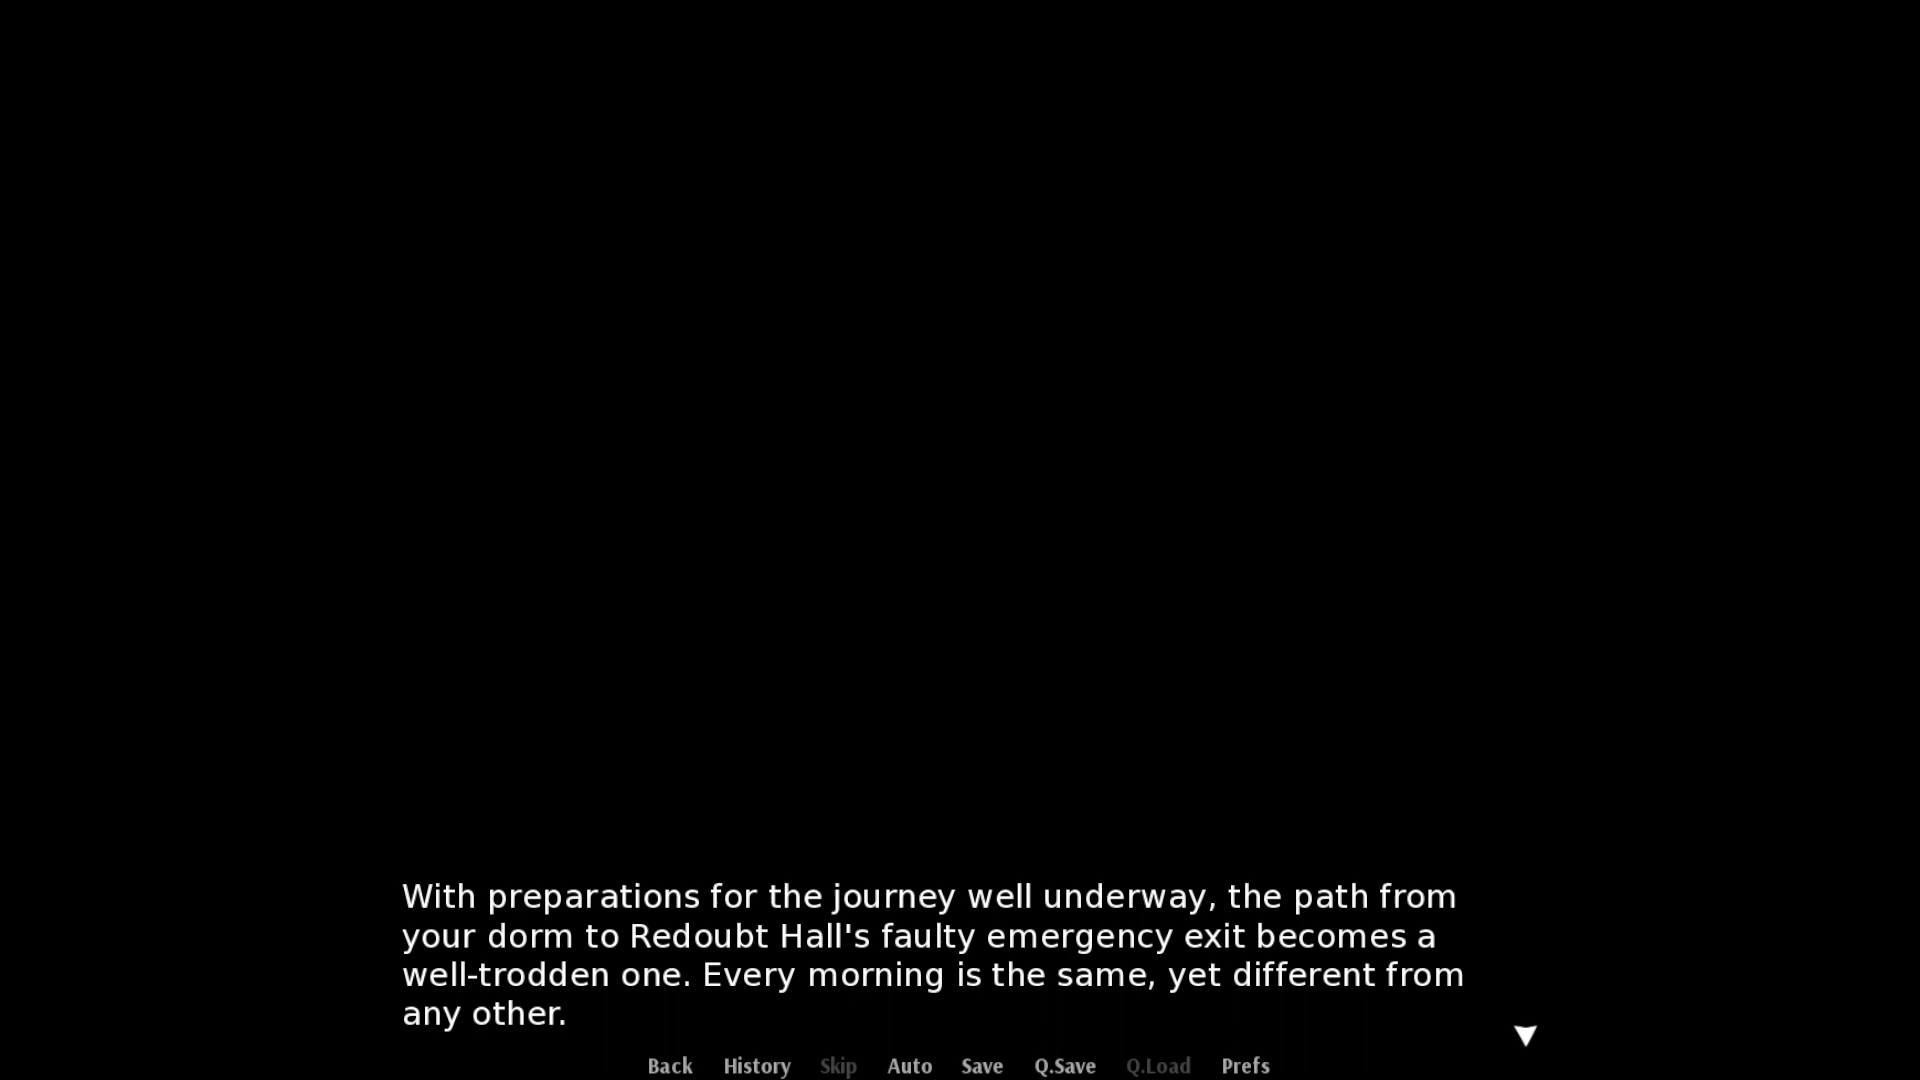 With preparations for the journey well underway, the path from
your dorm to Redoubt Hall's faulty emergency exit becomes a
well-trodden one. Every morning is the same, yet different from
any other.
Back History Skip Auto Save Q.Save Q.Load Prefs